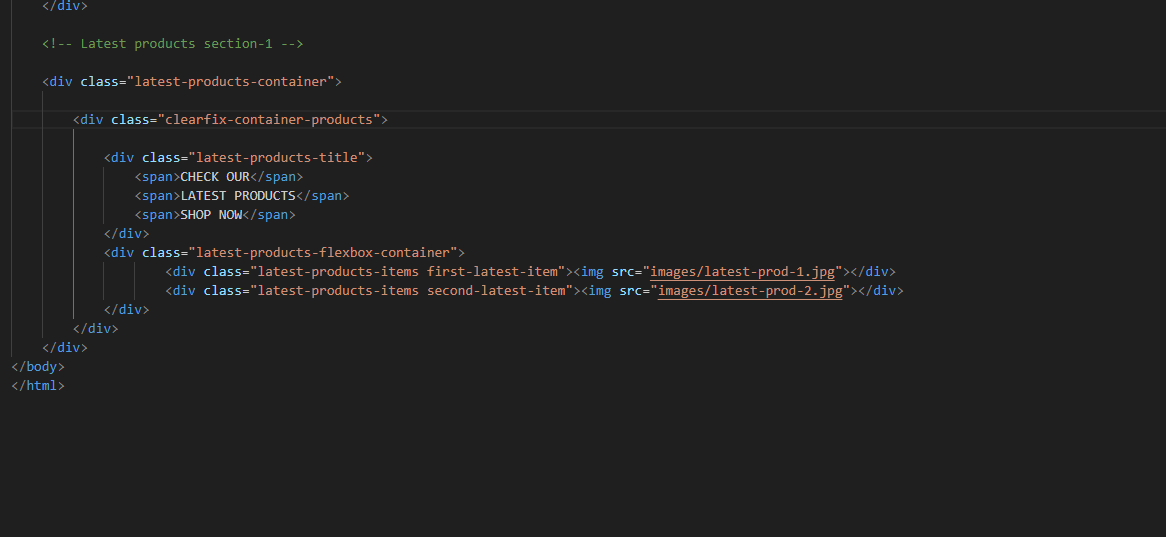 </div>
<!-- Latest products section-1 -->
<div class="latest-products-container">
<div class="clearfix-container-products">
<div class="latest-products-title">
<span>CHECK OUR</span>
<span>LATEST PRODUCTS</span>
<span>SHOP NOW</span>
</div>
<div class="latest-products-flexbox-container">
<div class="latest-products-items first-latest-item"><img src="images/latest-prod-1.jpg"></div>
<div class="latest-products-items second-latest-item"><img src="images/latest-prod-2.jpg"></div>
</div>
</div>
</div>
</body>
</html>